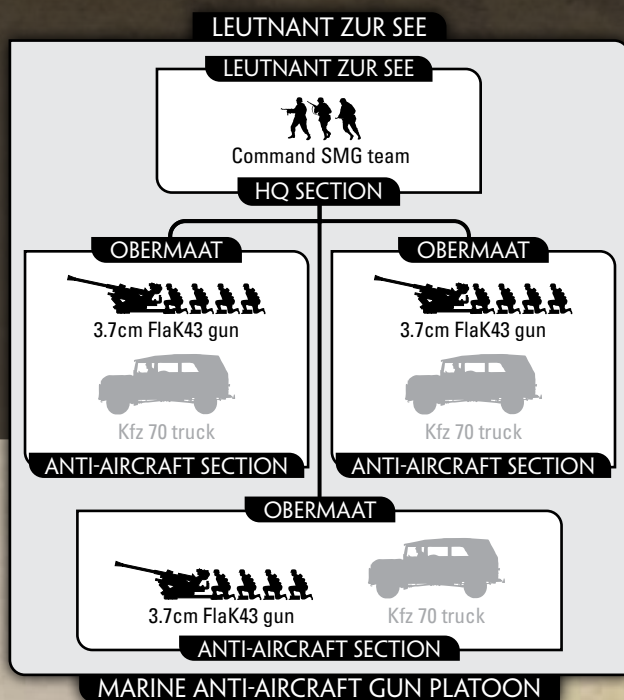 LEUTNANT ZUR SEE
LEUTNANT ZUR SEE
Command SMG team
HQ SECTION
OBERMAAT
3.7cm FlaK43 gun
Kfz 70 truck
ANTI-AIRCRAFT SECTION
OBERMAAT
3.7cm FlaK43 gun
Kfz 70 truck
ANTI-AIRCRAFT SECTION
OBERMAAT
3.7cm FlaK43 gun
Kfz 70 truck
ANTI-AIRCRAFT SECTION
MARINE ANTI-AIRCRAFT GUN PLATOON